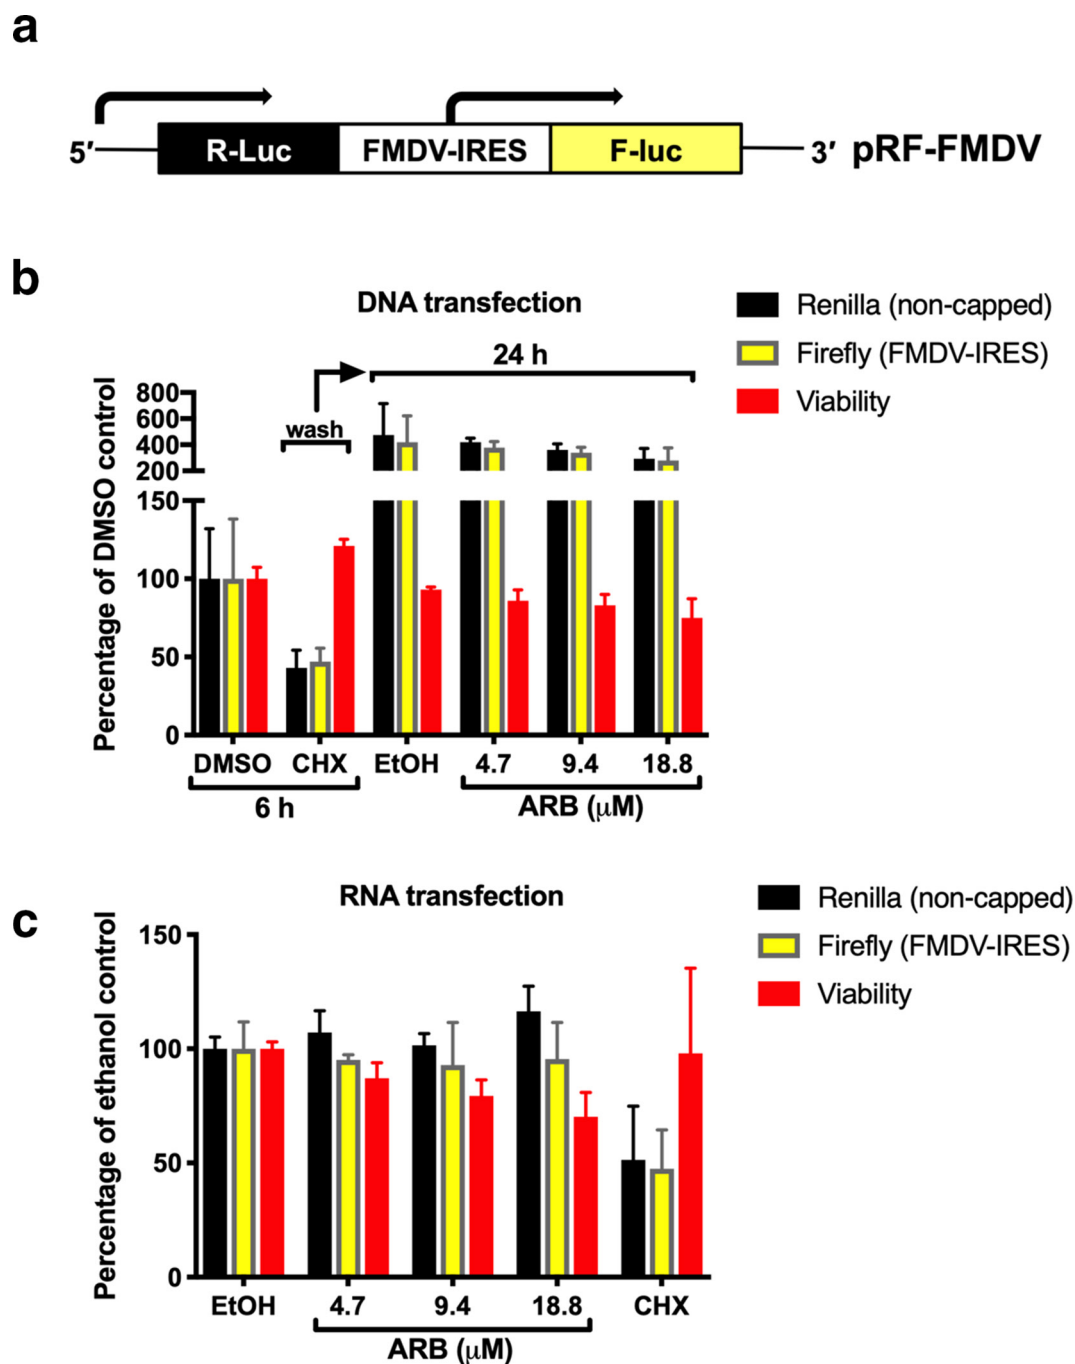 a
5′ R-Luc FMDV-IRES F-luc 3′ pRF-FMDV
b
DNA transfection
Renilla (non-capped)
Firefly (FMDV-IRES)
Viability
24 h
wash
Percentage of DMSO control
800
600
400
200
150
100
50
0
DMSO CHX EtOH 4.7 9.4 18.8
6 h ARB (μM)
c
RNA transfection
Renilla (non-capped)
Firefly (FMDV-IRES)
Viability
Percentage of ethanol control
150
100
50
0
EtOH 4.7 9.4 18.8 CHX
ARB (μM)